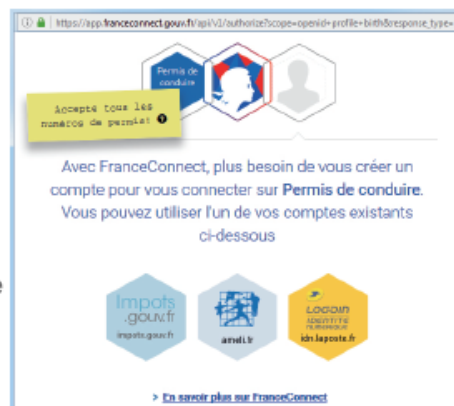 https://app.franceconnect.gouv.fr/api/v1/authorize?scope=openid+profile+birth&response_type=
Permis de
conduire
Accepte tous les
numéros de permis! ?
Avec FranceConnect, plus besoin de vous créer un
compte pour vous connecter sur Permis de conduire.
Vous pouvez utiliser l'un de vos comptes existants
ci-dessous
e
Impots
.gouv.fr
impots.gouv.fr
ameli.fr
LOGGIN
IDENTITÉ
NUMÉRIQUE
idn.laposte.fr
> En savoir plus sur FranceConnect